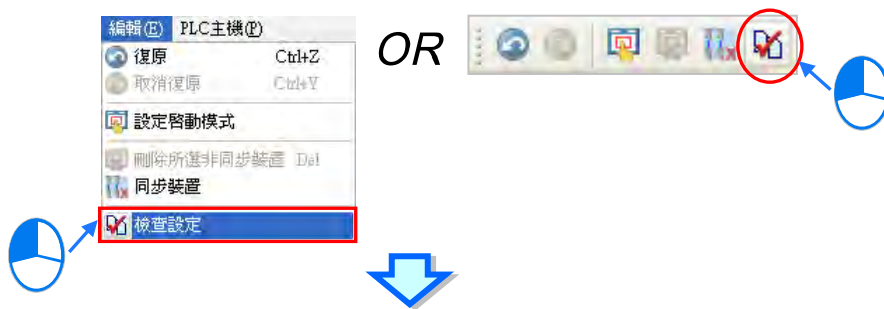 編輯(E) PLC主機(P)
復原 Ctrl+Z
取消復原 Ctrl+Y
設定啓動模式
刪除所選非同步裝置 Del
同步裝置
檢查設定
OR